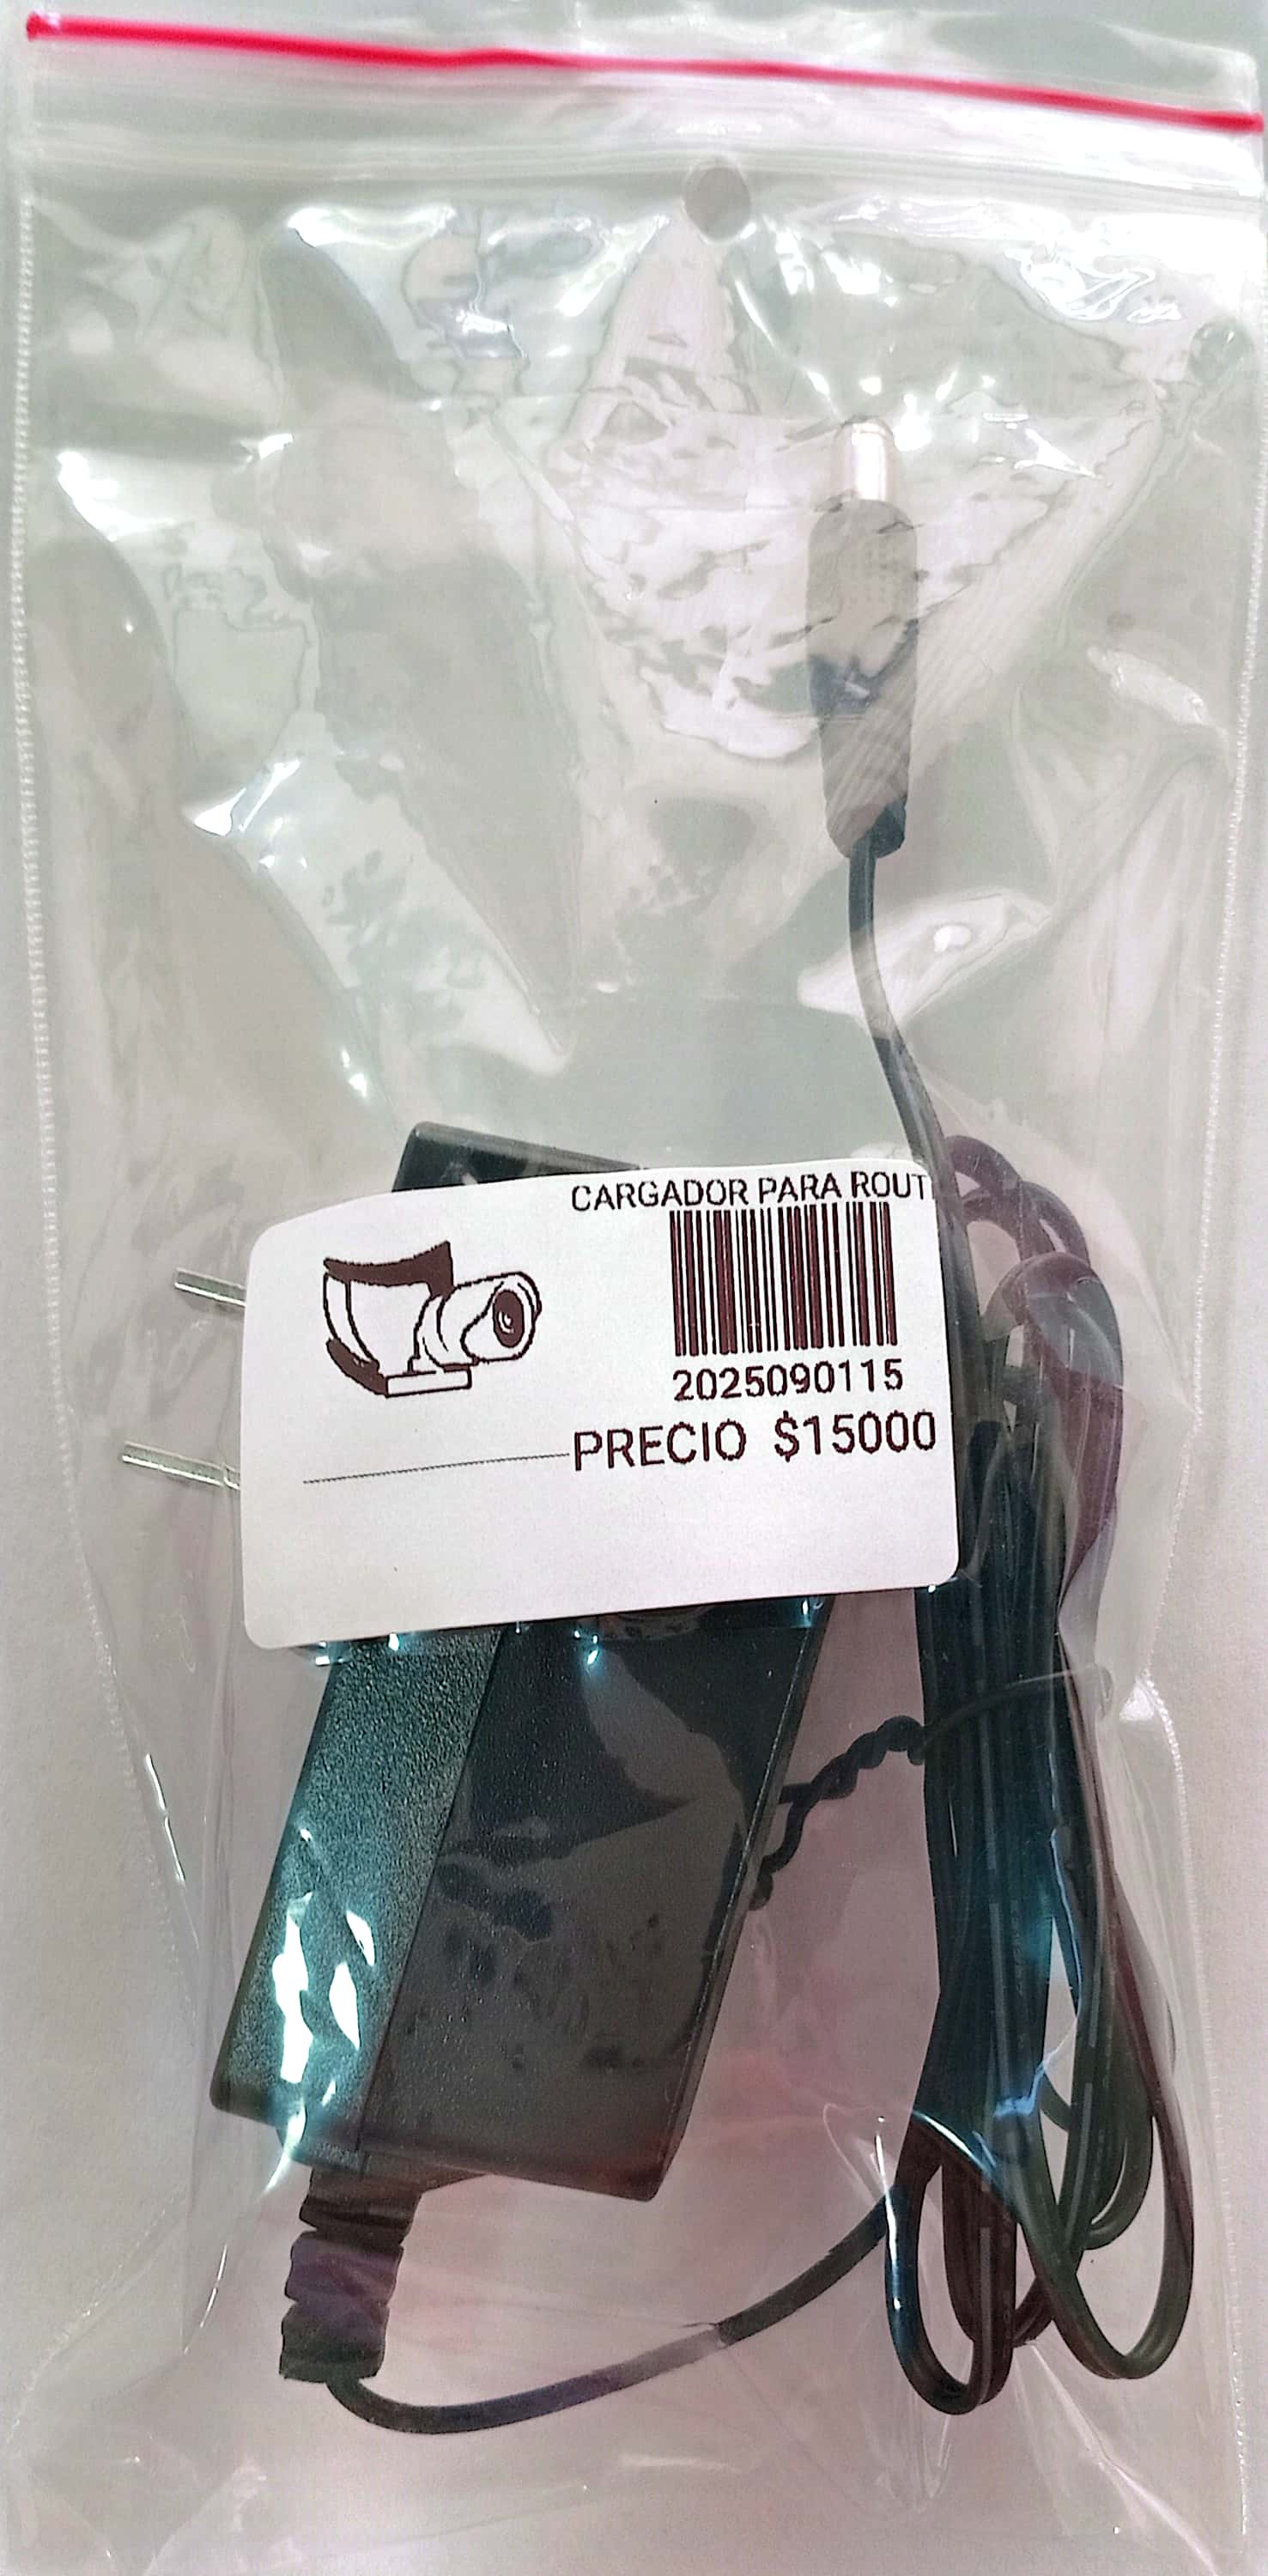 CARGADOR PARA ROUT
2025090115
PRECIO $15000